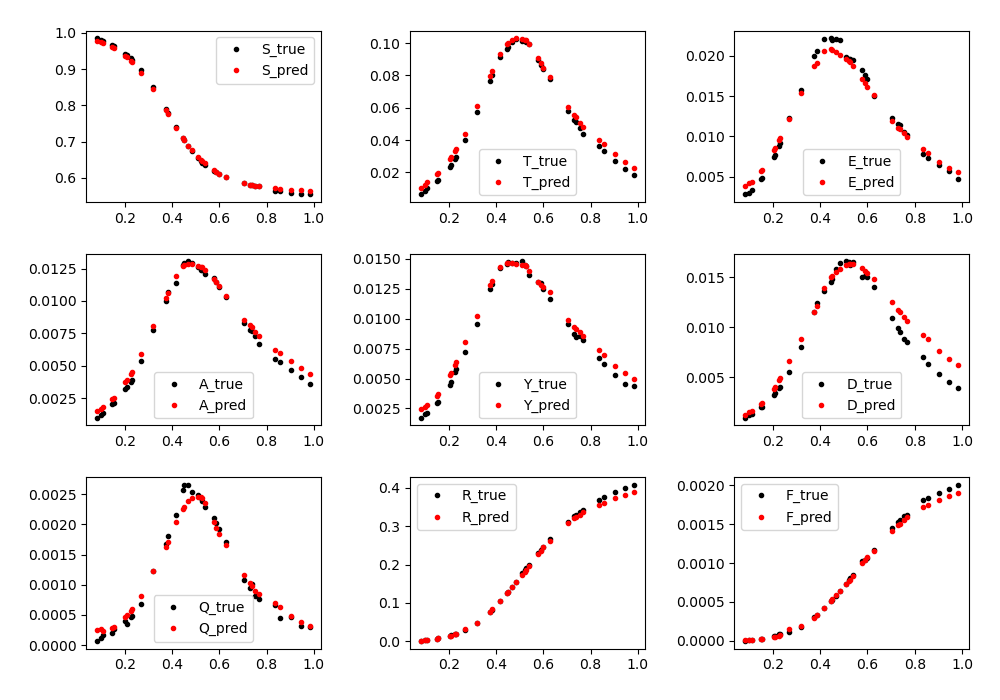 1.0
0.9
0.8
0.7
0.6
0.2 0.4 0.6 0.8 1.0
S_true
S_pred
0.10
0.08
0.06
0.04
0.02
0.2 0.4 0.6 0.8 1.0
T_true
T_pred
0.020
0.015
0.010
0.005
0.2 0.4 0.6 0.8 1.0
E_true
E_pred
0.0125
0.0100
0.0075
0.0050
0.0025
0.2 0.4 0.6 0.8 1.0
A_true
A_pred
0.0150
0.0125
0.0100
0.0075
0.0050
0.0025
0.2 0.4 0.6 0.8 1.0
Y_true
Y_pred
0.015
0.010
0.005
0.2 0.4 0.6 0.8 1.0
D_true
D_pred
0.0025
0.0020
0.0015
0.0010
0.0005
0.0000
0.2 0.4 0.6 0.8 1.0
Q_true
Q_pred
0.4
0.3
0.2
0.1
0.0
0.2 0.4 0.6 0.8 1.0
R_true
R_pred
0.0020
0.0015
0.0010
0.0005
0.0000
0.2 0.4 0.6 0.8 1.0
F_true
F_pred